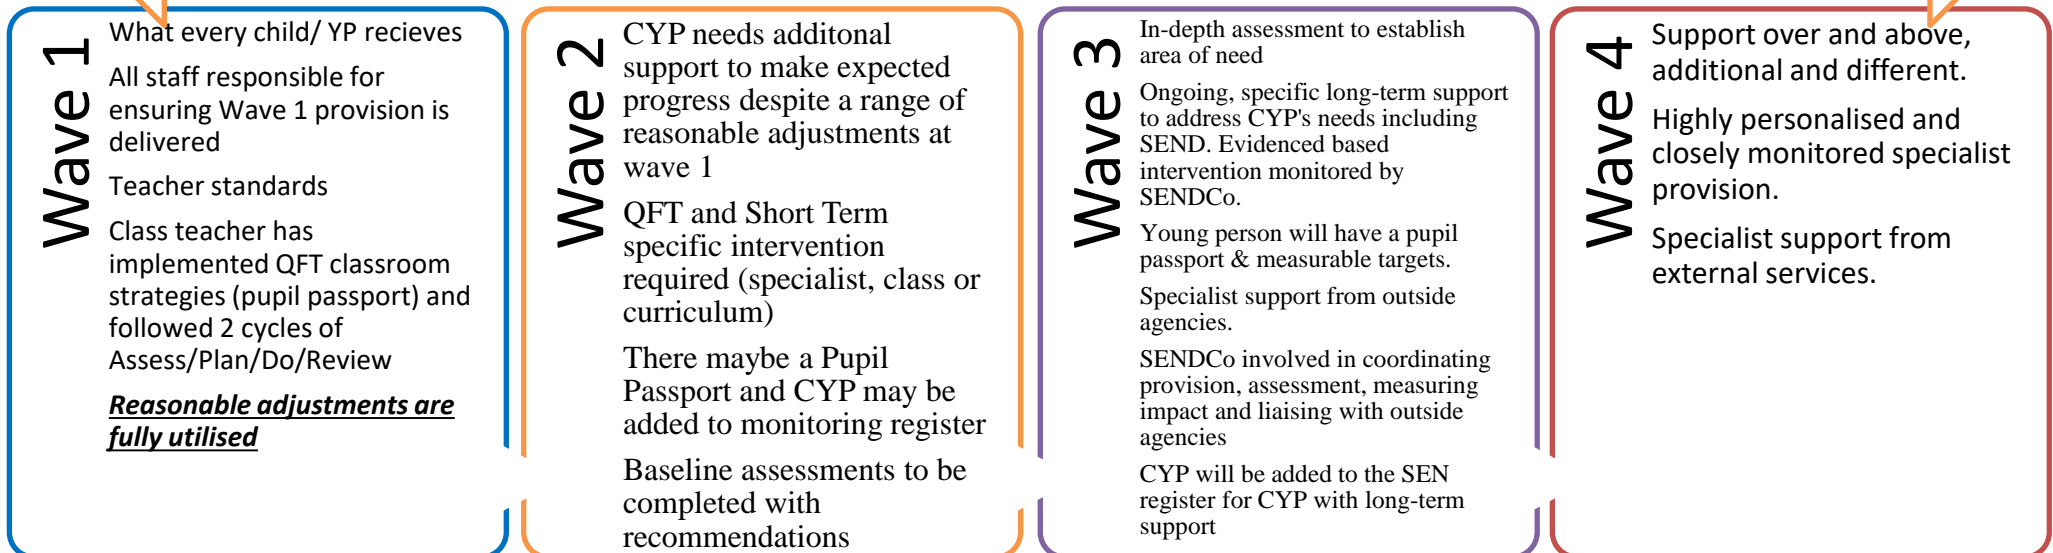 Wave 1
What every child/ YP recieves
All staff responsible for
ensuring Wave 1 provision is
delivered
Teacher standards
Class teacher has
implemented QFT classroom
strategies (pupil passport) and
followed 2 cycles of
Assess/Plan/Do/Review
Reasonable adjustments are
fully utilised
Wave 2
CYP needs additonal
support to make expected
progress despite a range of
reasonable adjustments at
wave 1
QFT and Short Term
specific intervention
required (specialist, class or
curriculum)
There maybe a Pupil
Passport and CYP may be
added to monitoring register
Baseline assessments to be
completed with
recommendations
Wave 3
In-depth assessment to establish
area of need
Ongoing, specific long-term support
to address CYP's needs including
SEND. Evidenced based
intervention monitored by
SENDCo.
Young person will have a pupil
passport & measurable targets.
Specialist support from outside
agencies.
SENDCo involved in coordinating
provision, assessment, measuring
impact and liaising with outside
agencies
CYP will be added to the SEN
register for CYP with long-term
support
Wave 4
Support over and above,
additional and different.
Highly personalised and
closely monitored specialist
provision.
Specialist support from
external services.